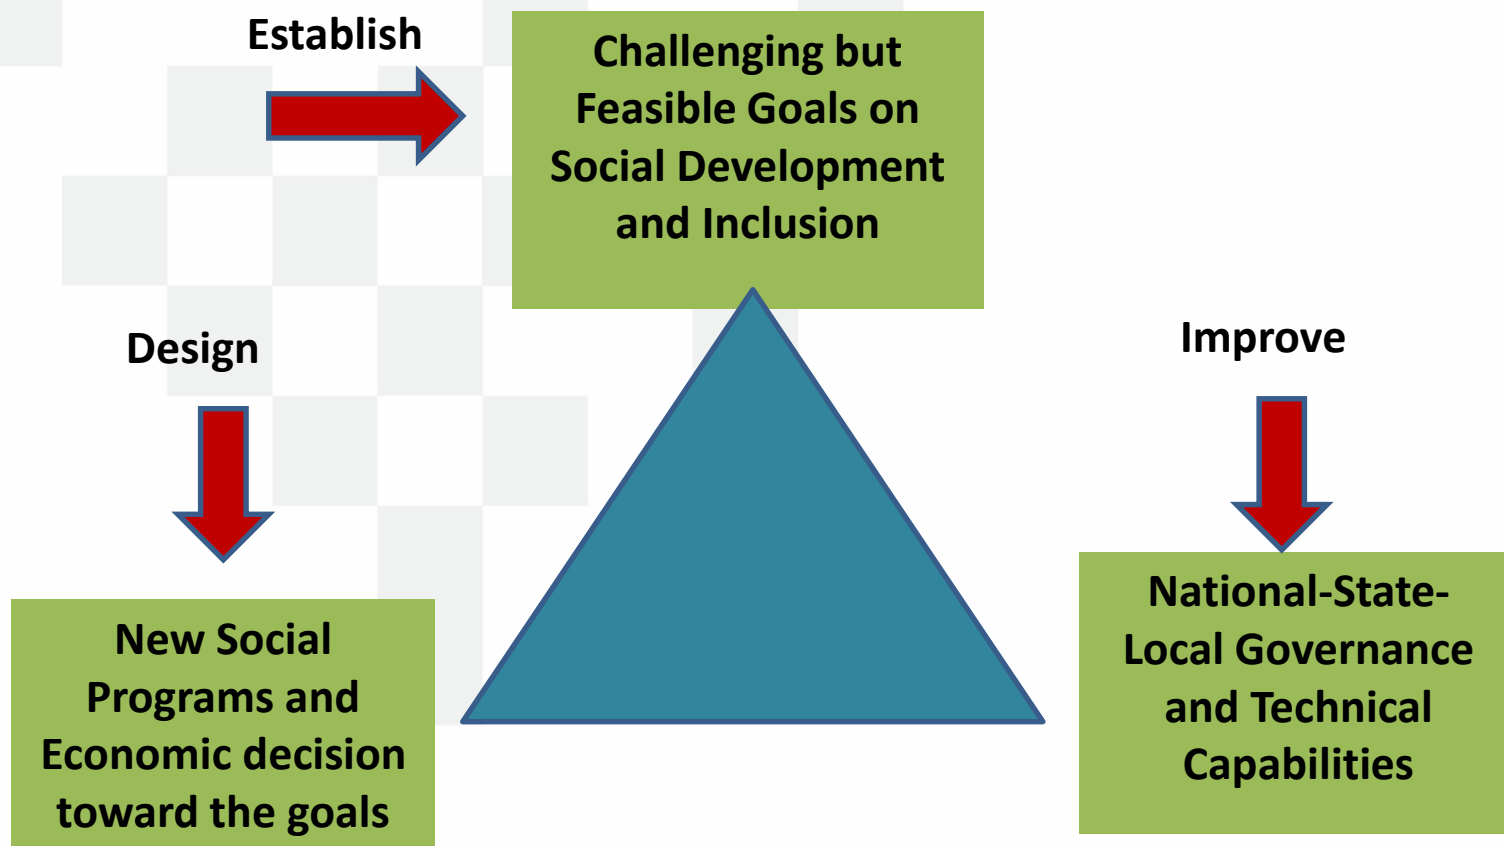 Establish
Challenging but
Feasible Goals on
Social Development
and Inclusion
Design
Improve
New Social
Programs and
Economic decision
toward the goals
National-State-
Local Governance
and Technical
Capabilities